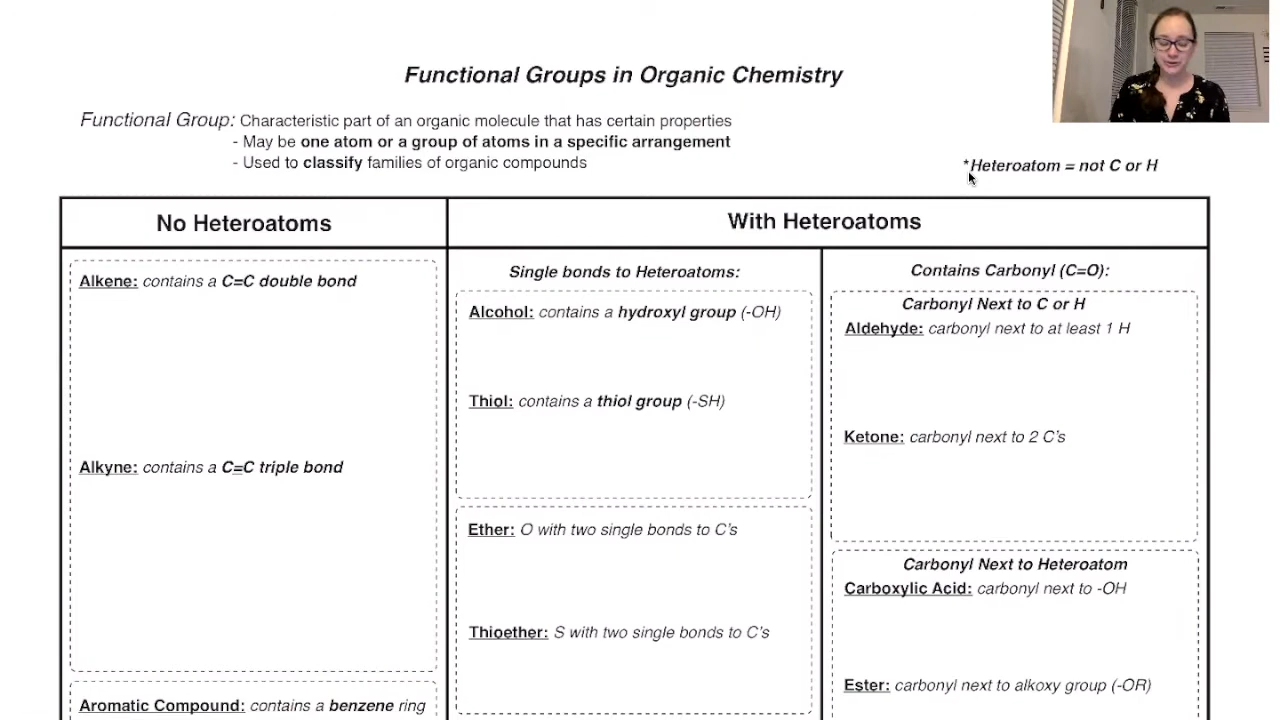 Functional Groups in Organic Chemistry
Functional Group: Characteristic part of an organic molecule that has certain properties
- May be one atom or a group of atoms in a specific arrangement
- Used to classify families of organic compounds
*Heteroatom = not C or H
No Heteroatoms
With Heteroatoms
Alkene: contains a C=C double bond
Alkyne: contains a C≡C triple bond
Aromatic Compound: contains a benzene ring
Single bonds to Heteroatoms:
Alcohol: contains a hydroxyl group (-OH)
Thiol: contains a thiol group (-SH)
Ether: O with two single bonds to C's
Thioether: S with two single bonds to C's
Contains Carbonyl (C=O):
Carbonyl Next to C or H
Aldehyde: carbonyl next to at least 1 H
Ketone: carbonyl next to 2 C's
Carbonyl Next to Heteroatom
Carboxylic Acid: carbonyl next to -OH
Ester: carbonyl next to alkoxy group (-OR)